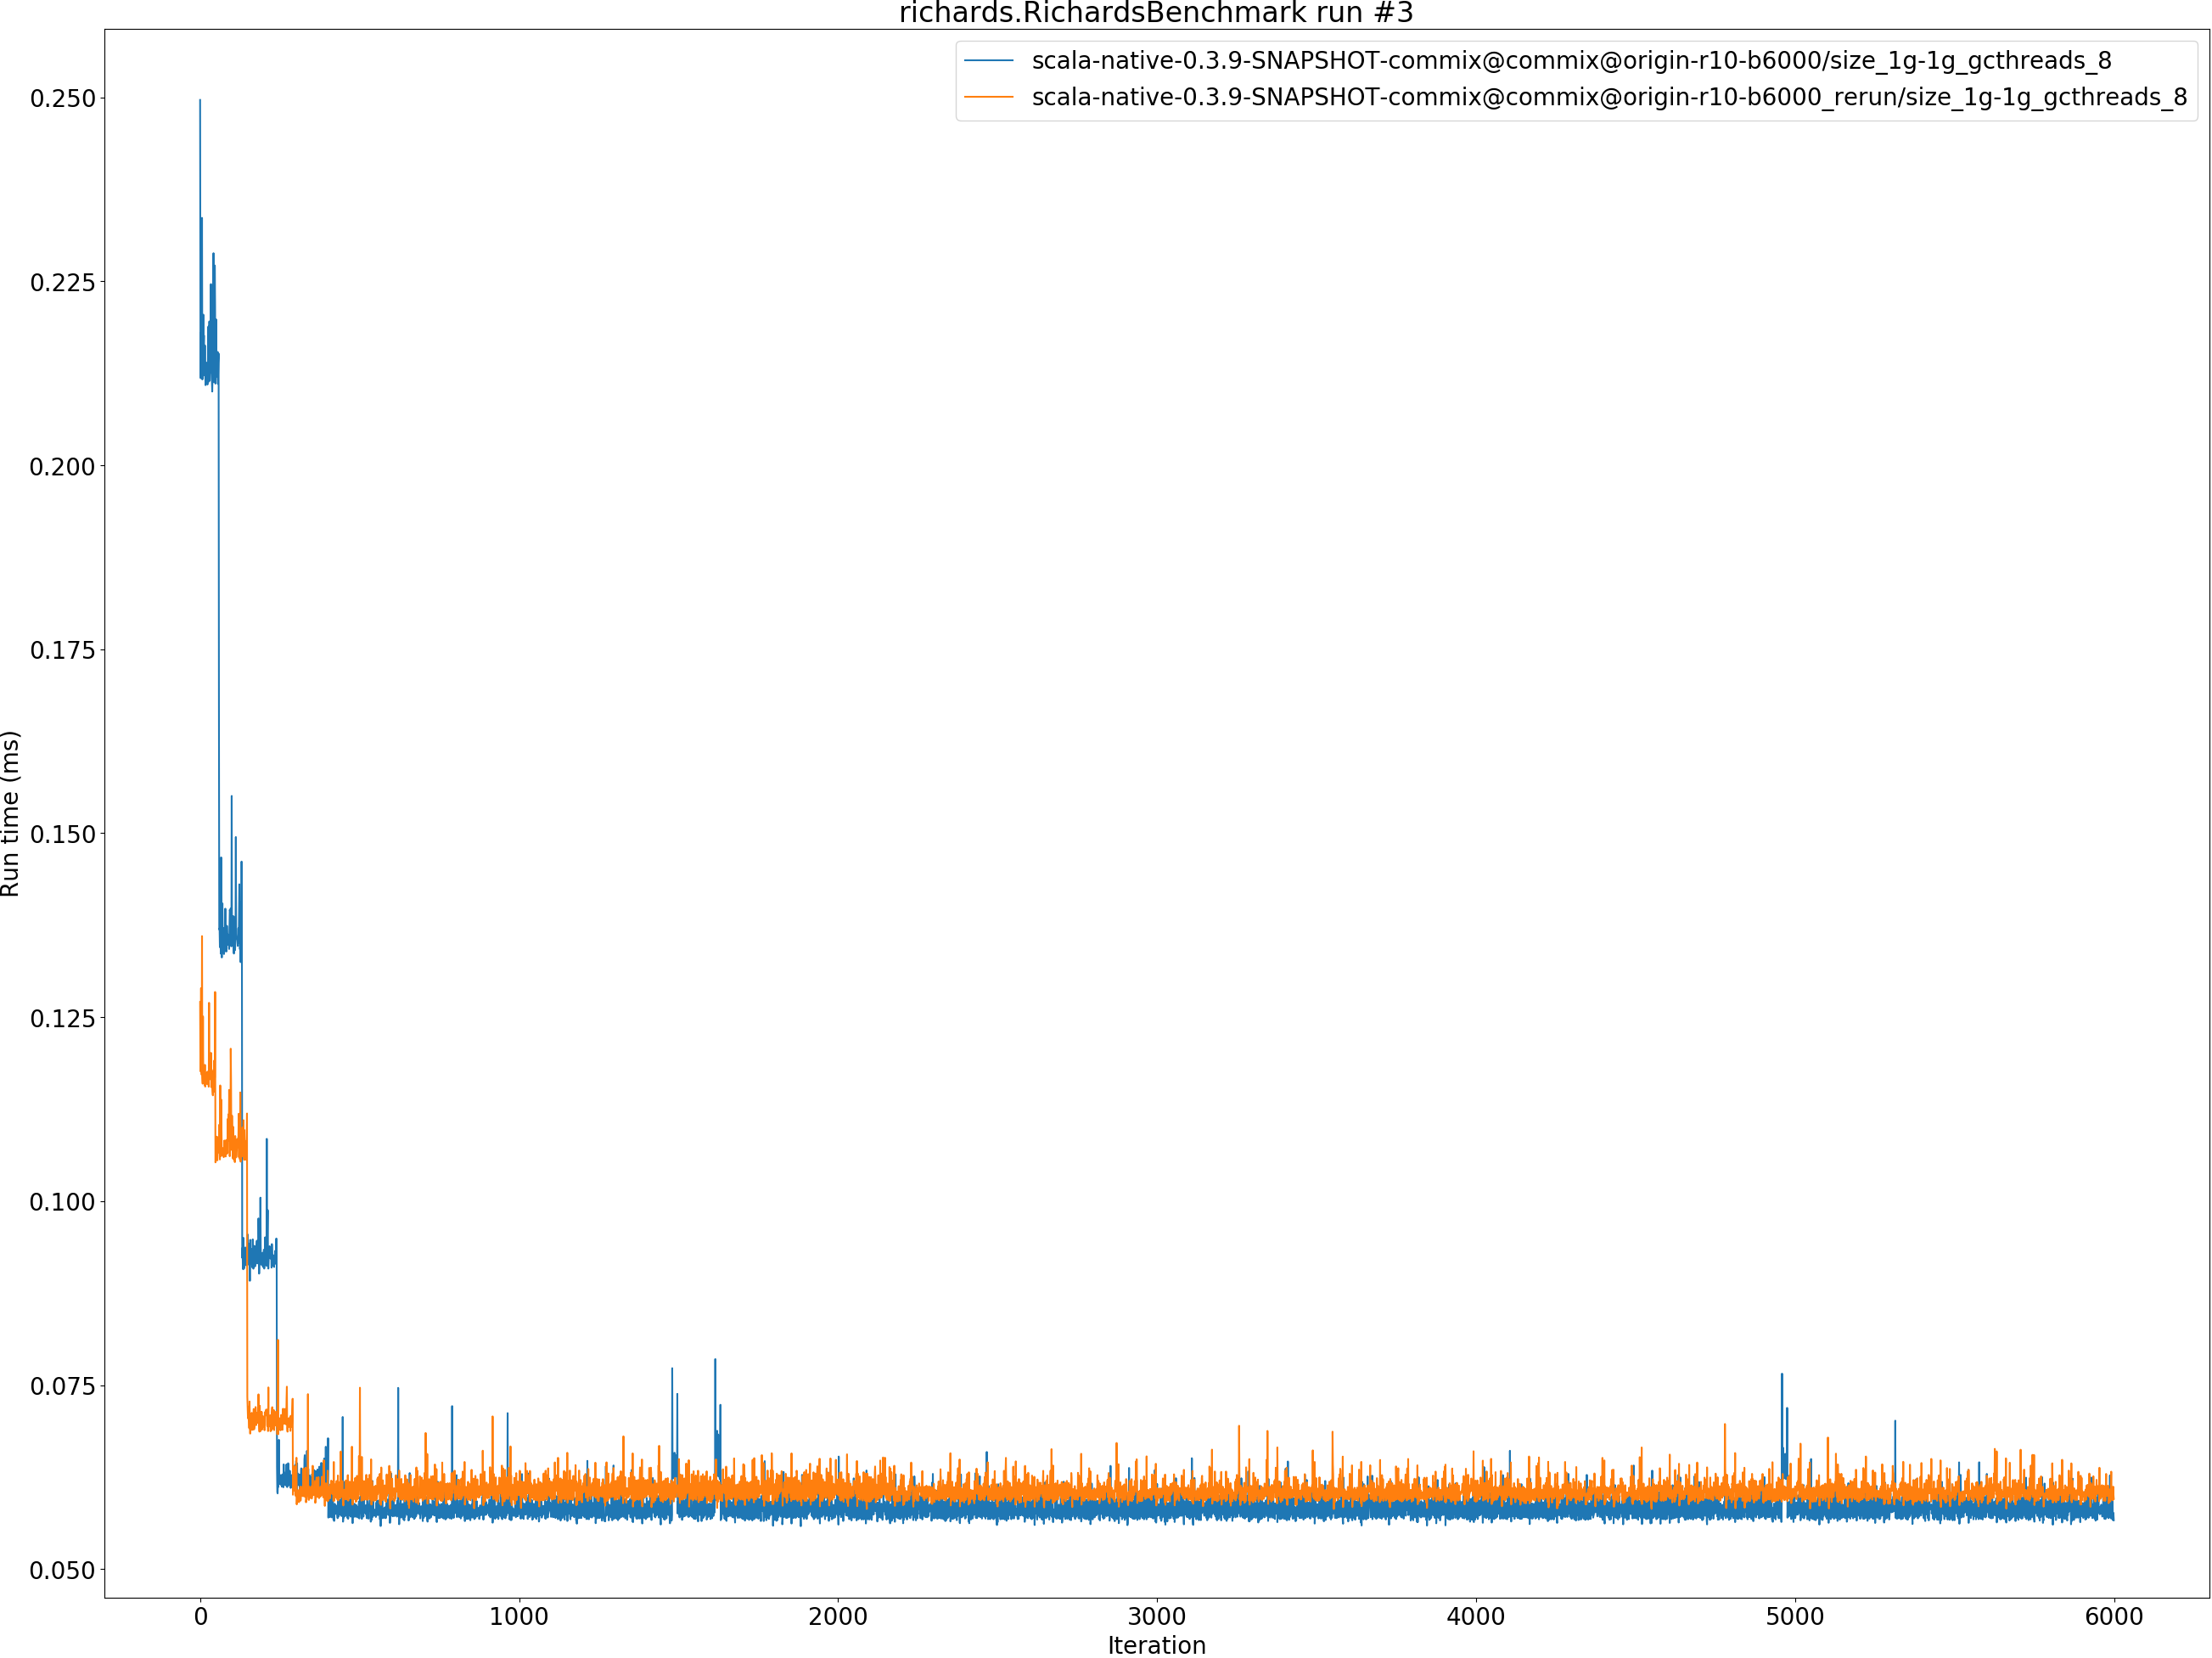 richards.RichardsBenchmark run #3
scala-native-0.3.9-SNAPSHOT-commix@commix@origin-r10-b6000/size_1g-1g_gcthreads_8
scala-native-0.3.9-SNAPSHOT-commix@commix@origin-r10-b6000_rerun/size_1g-1g_gcthreads_8
Run time (ms)
0.250
0.225
0.200
0.175
0.150
0.125
0.100
0.075
0.050
0 1000 2000 3000 4000 5000 6000
Iteration